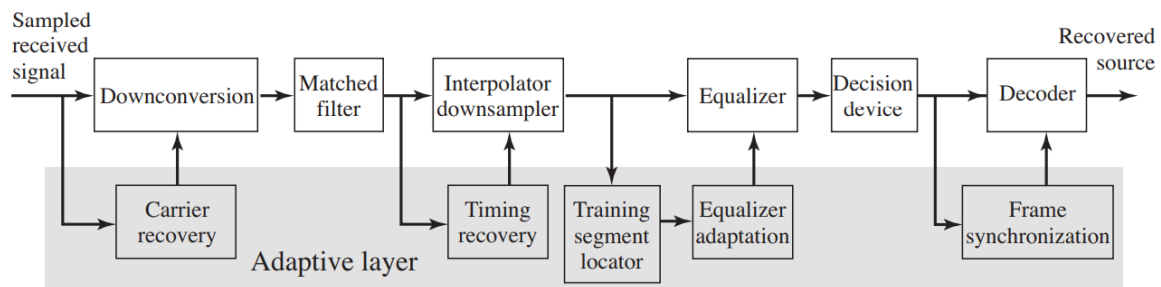 Sampled
received
signal
Recovered
source
Downconversion
Matched
filter
Interpolator
downsampler
Equalizer
Decision
device
Decoder
Carrier
recovery
Timing
recovery
Training
segment
locator
Equalizer
adaptation
Frame
synchronization
Adaptive layer